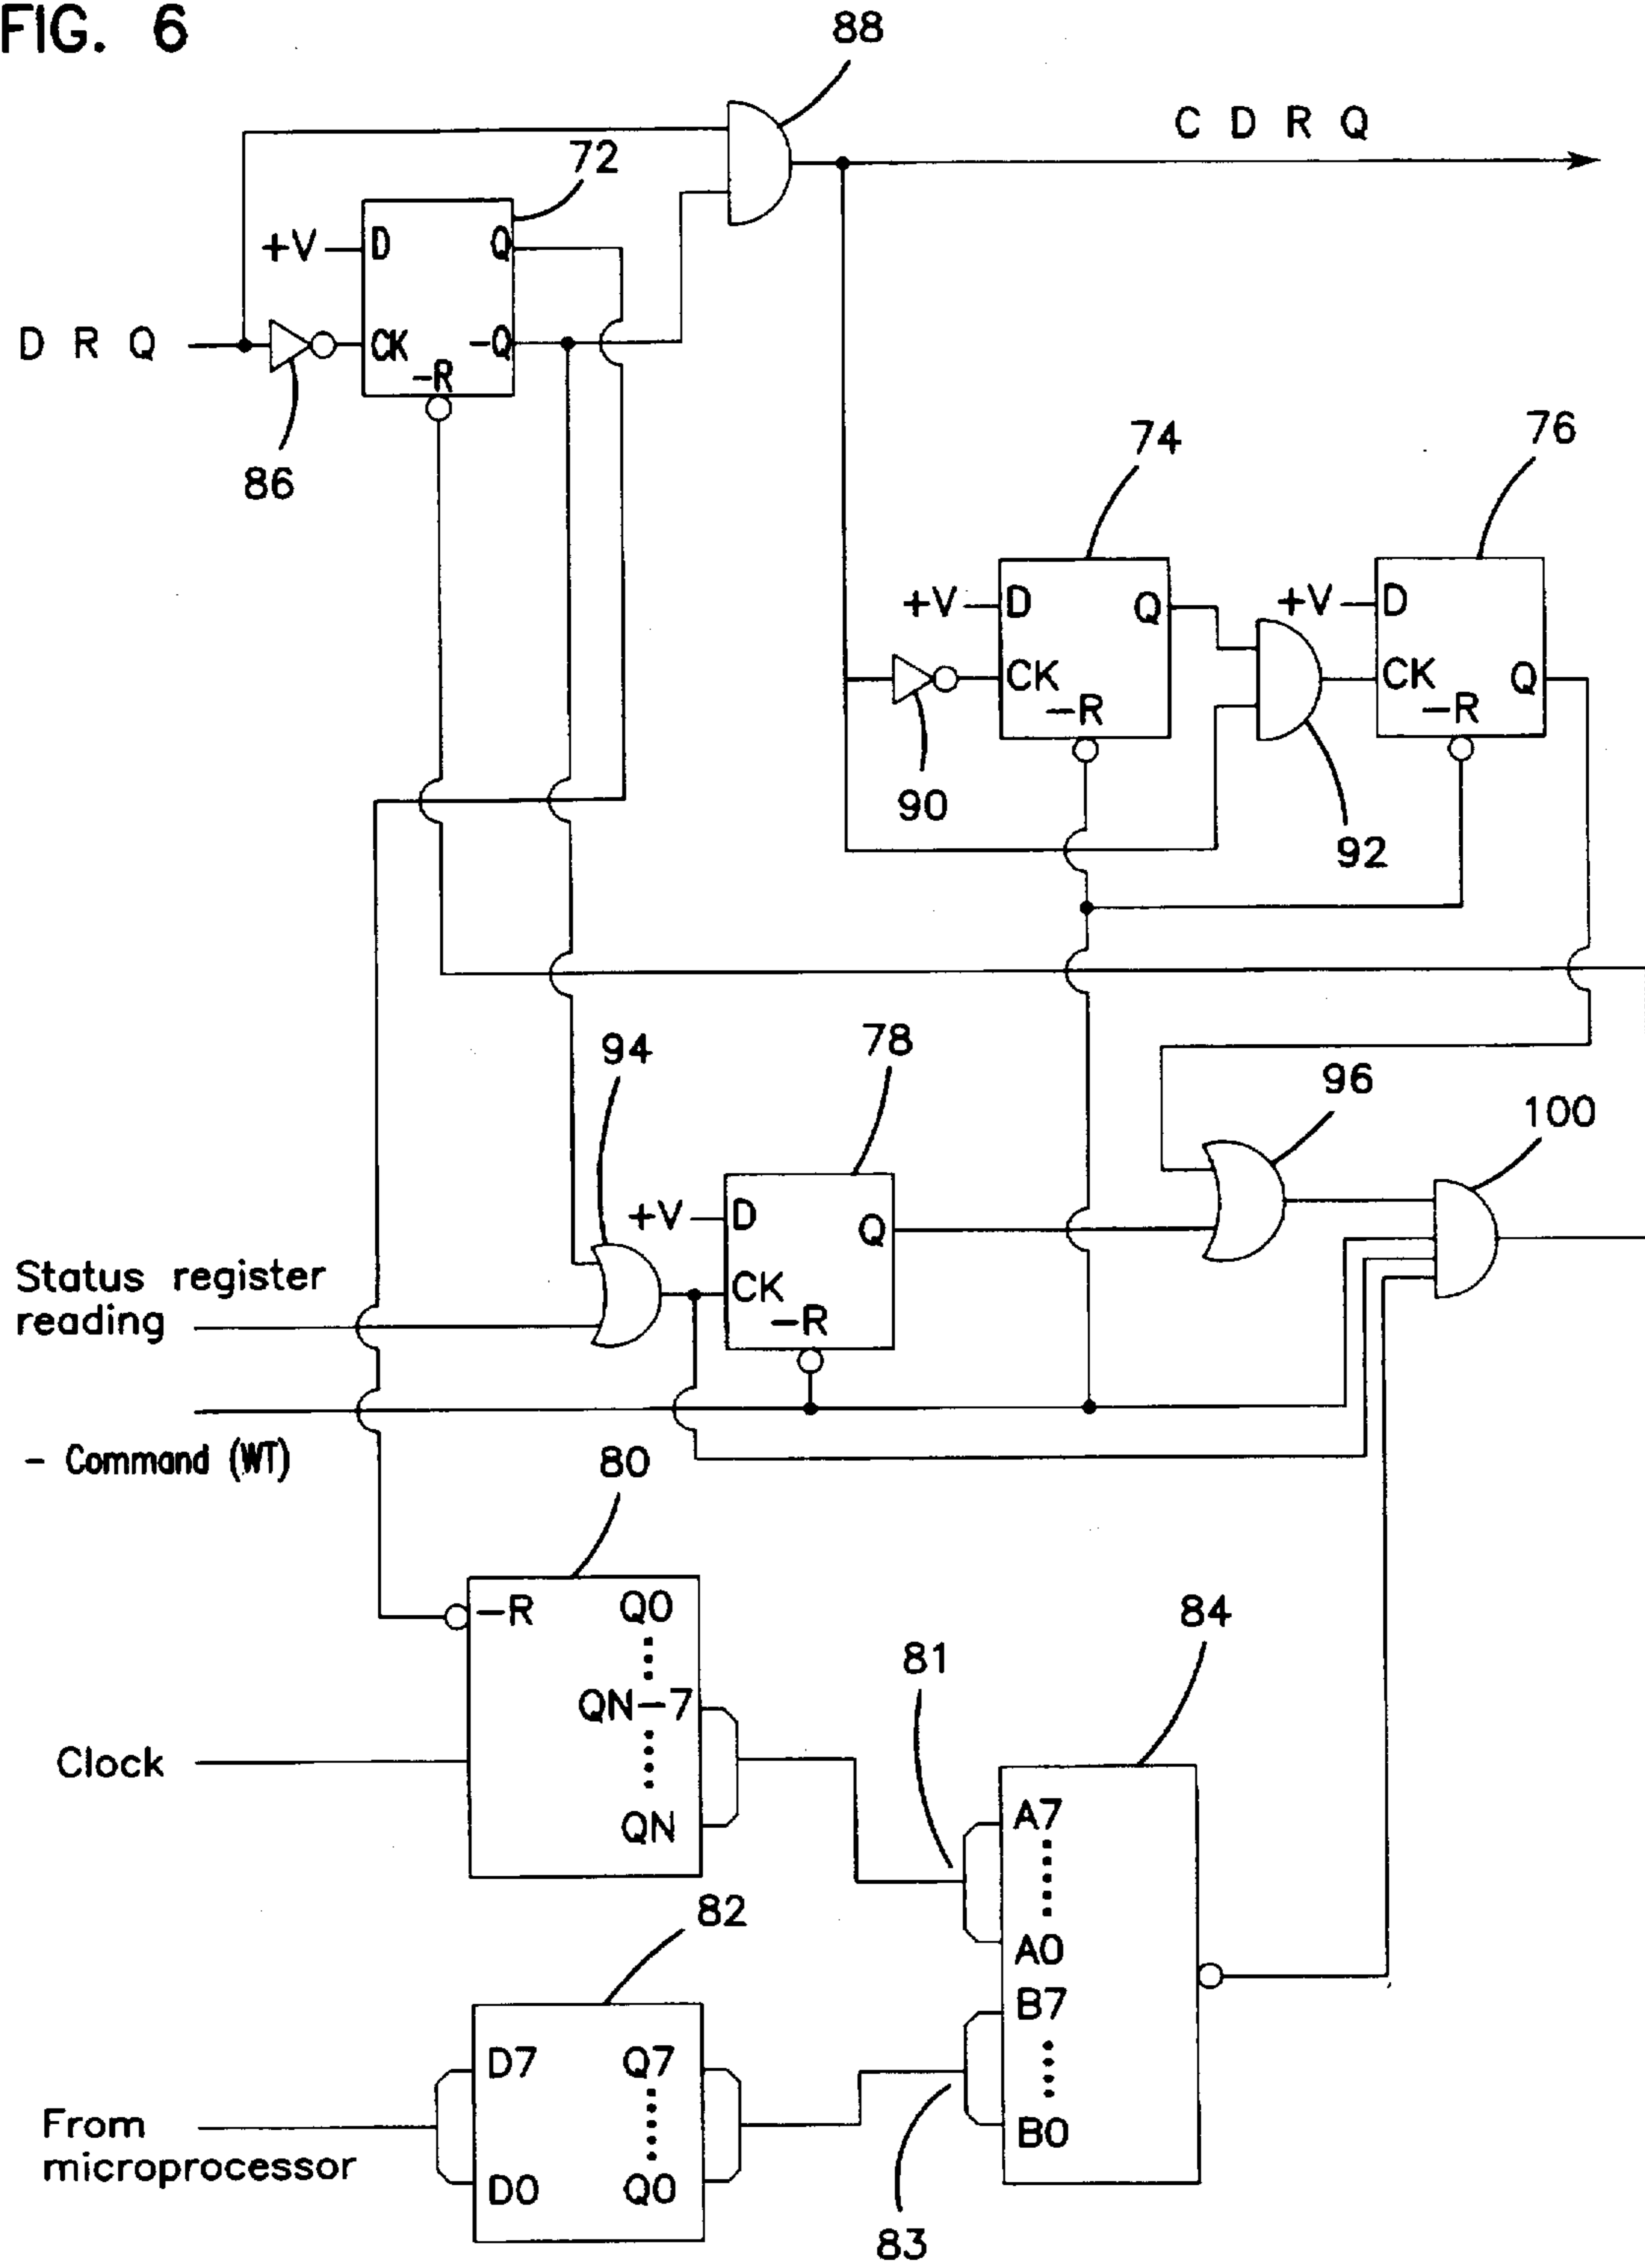 FIG. 6
88
C D R Q
72
+V
D
Q
D R Q
CK
-Q
-R
86
74
76
+V
D
Q
+V
D
CK
-R
CK
Q
-R
90
92
94
78
96
100
+V
D
Q
Status register
reading
CK
-R
- Command (WT)
80
-R
Q0
QN-7
QN
Clock
81
84
A7
A0
B7
B0
82
D7
Q7
D0
Q0
From
microprocessor
83